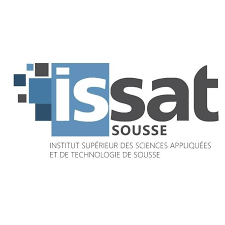 issat
SOUSSE
INSTITUT SUPÉRIEUR DES SCIENCES APPLIQUÉES
ET DE TECHNOLOGIE DE SOUSSE